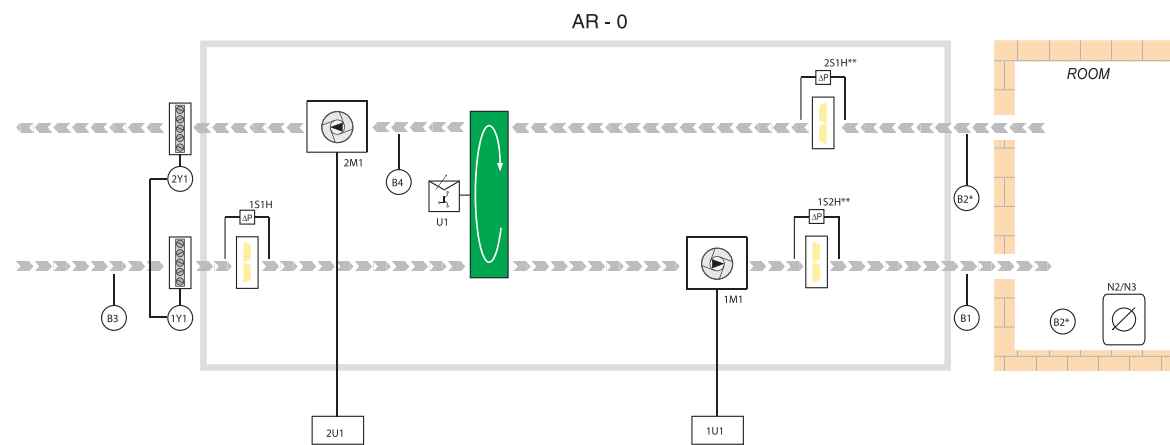 AR - 0
2S1H**
ΔP
ROOM
2M1
2Y1
B4
B2*
U1
1S1H
ΔP
1S2H**
ΔP
1M1
B3
1Y1
B1
N2/N3
B2*
2U1
1U1